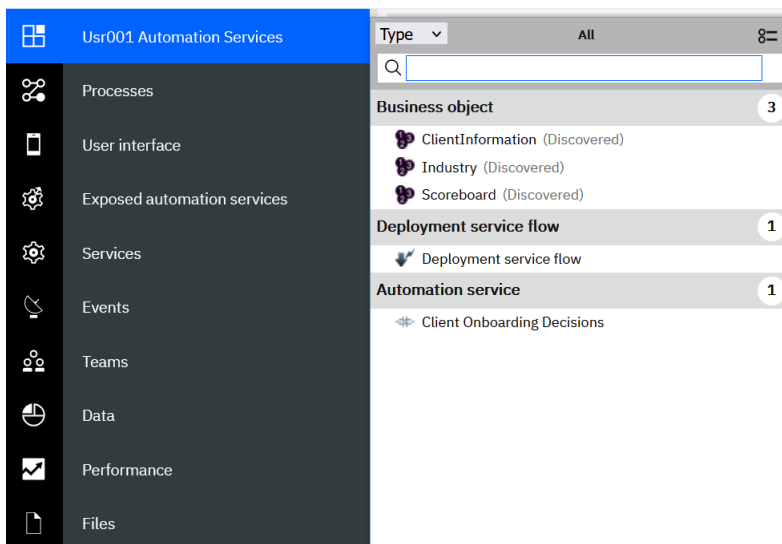 Usr001 Automation Services
Processes
User interface
Exposed automation services
Services
Events
Teams
Data
Performance
Files
Type All
Business object 3
ClientInformation (Discovered)
Industry (Discovered)
Scoreboard (Discovered)
Deployment service flow 1
Deployment service flow
Automation service 1
Client Onboarding Decisions